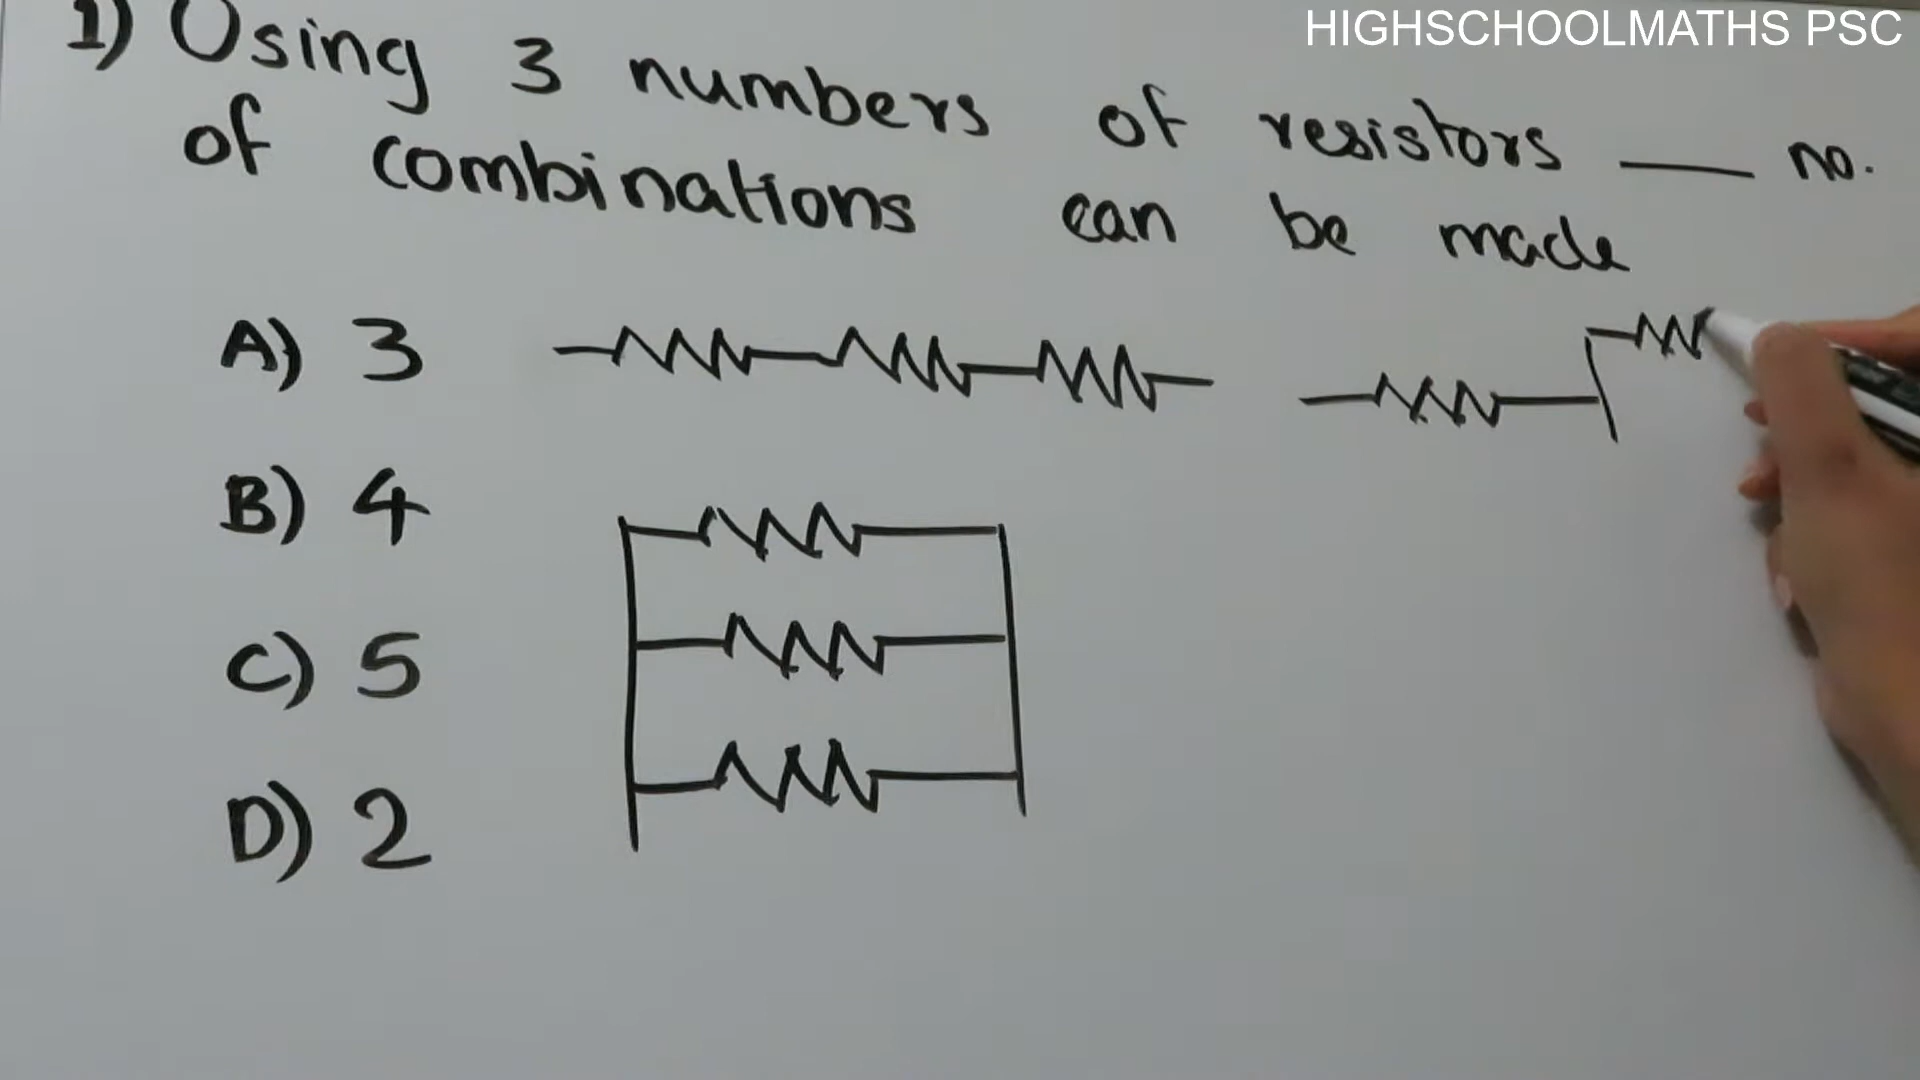 HIGHSCHOOLMATHS PSC
1) Using 3 numbers of resistors ___ no.
of combinations can be made
A) 3
B) 4
C) 5
D) 2